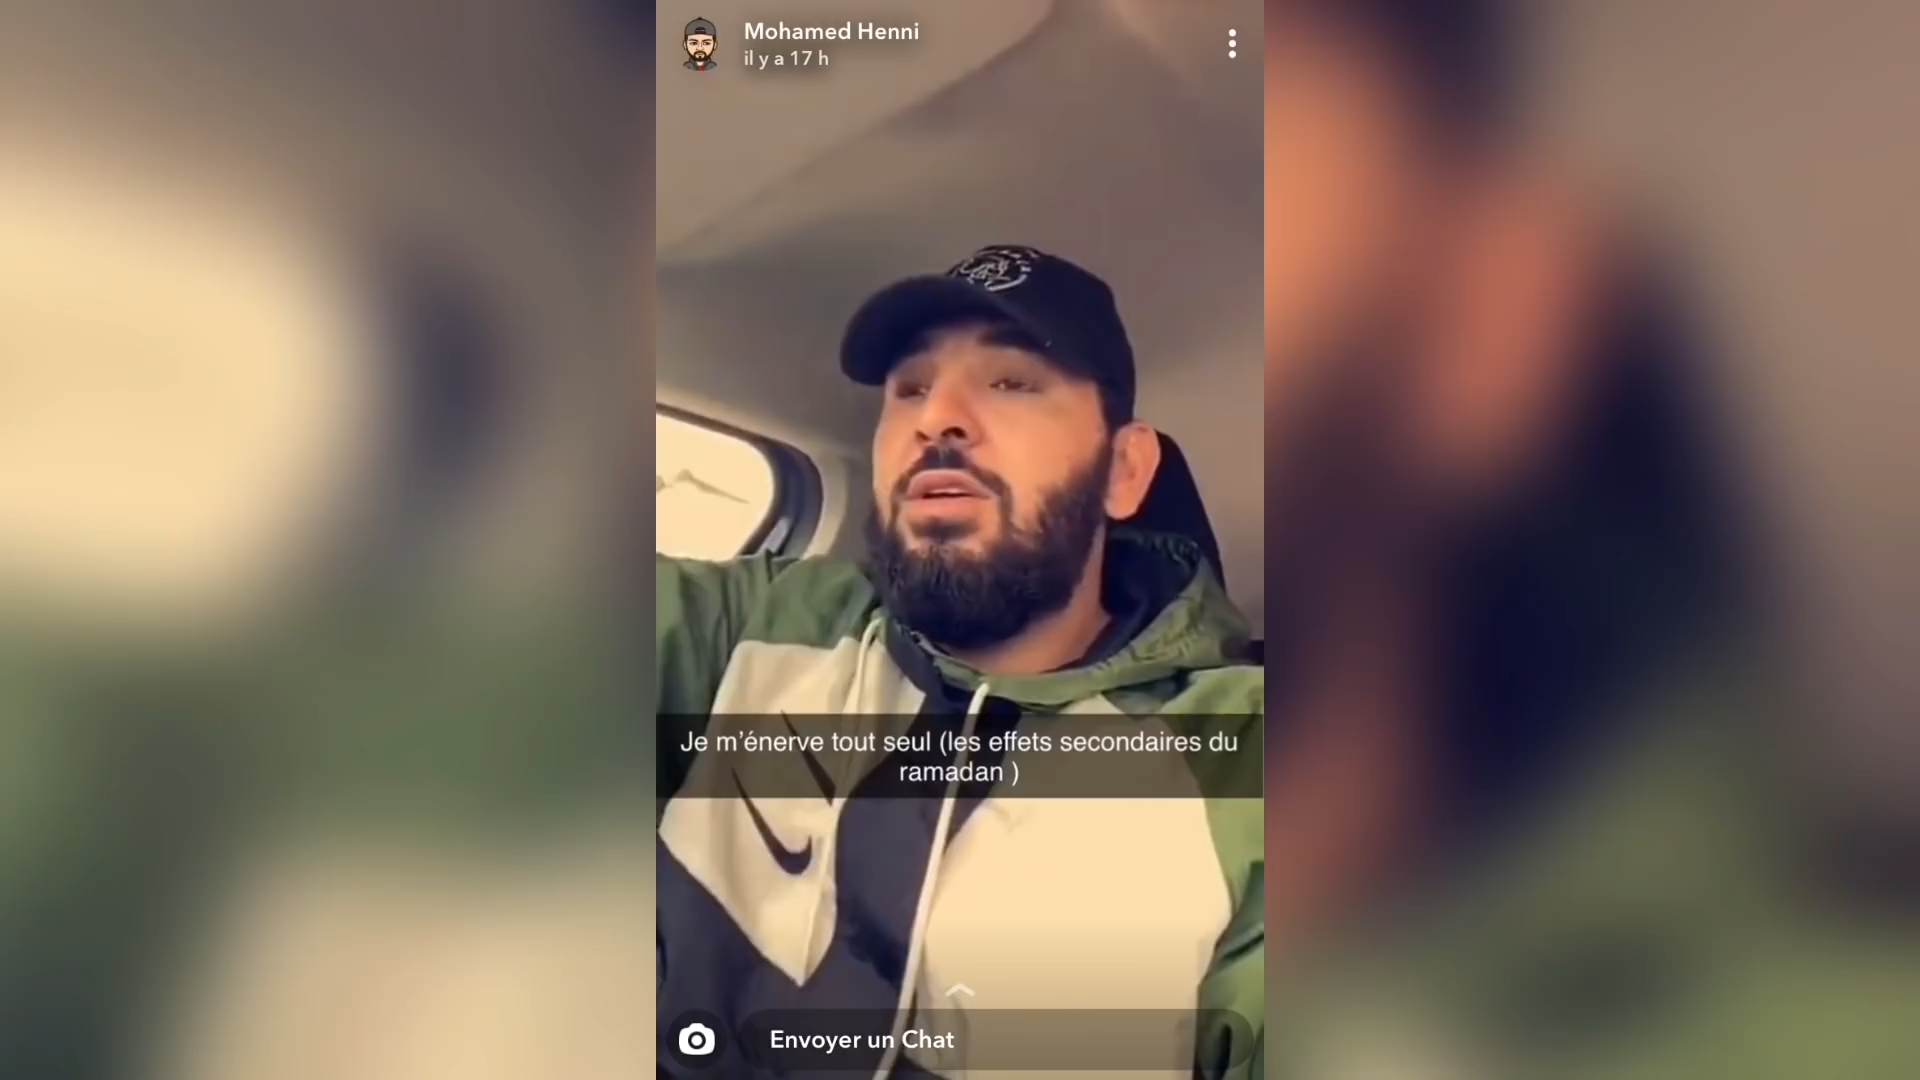 Mohamed Henni
il y a 17 h
Je m’énerve tout seul (les effets secondaires du
ramadan )
Envoyer un Chat